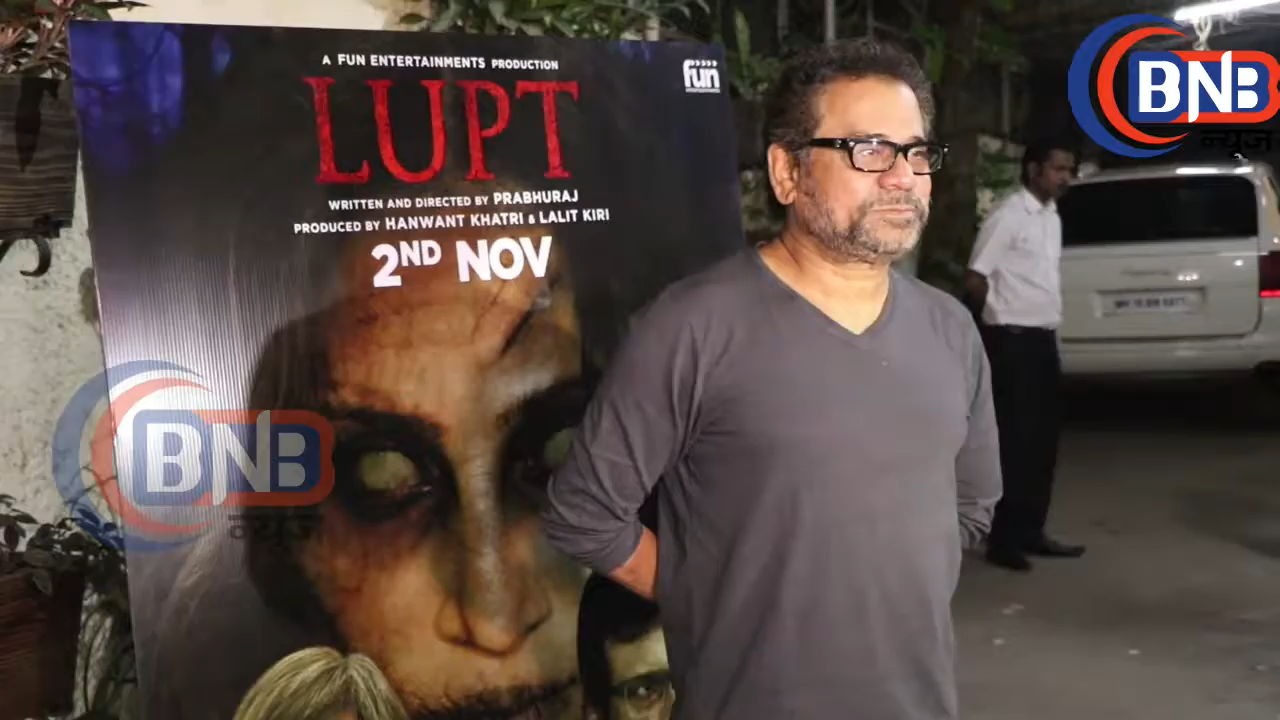 A FUN ENTERTAINMENTS PRODUCTION
fun
entertainments
LUPT
WRITTEN AND DIRECTED BY PRABHURAJ
PRODUCED BY HANWANT KHATRI & LALIT KIRI
2ND NOV
BNB
न्यूज
BNB
न्यूज